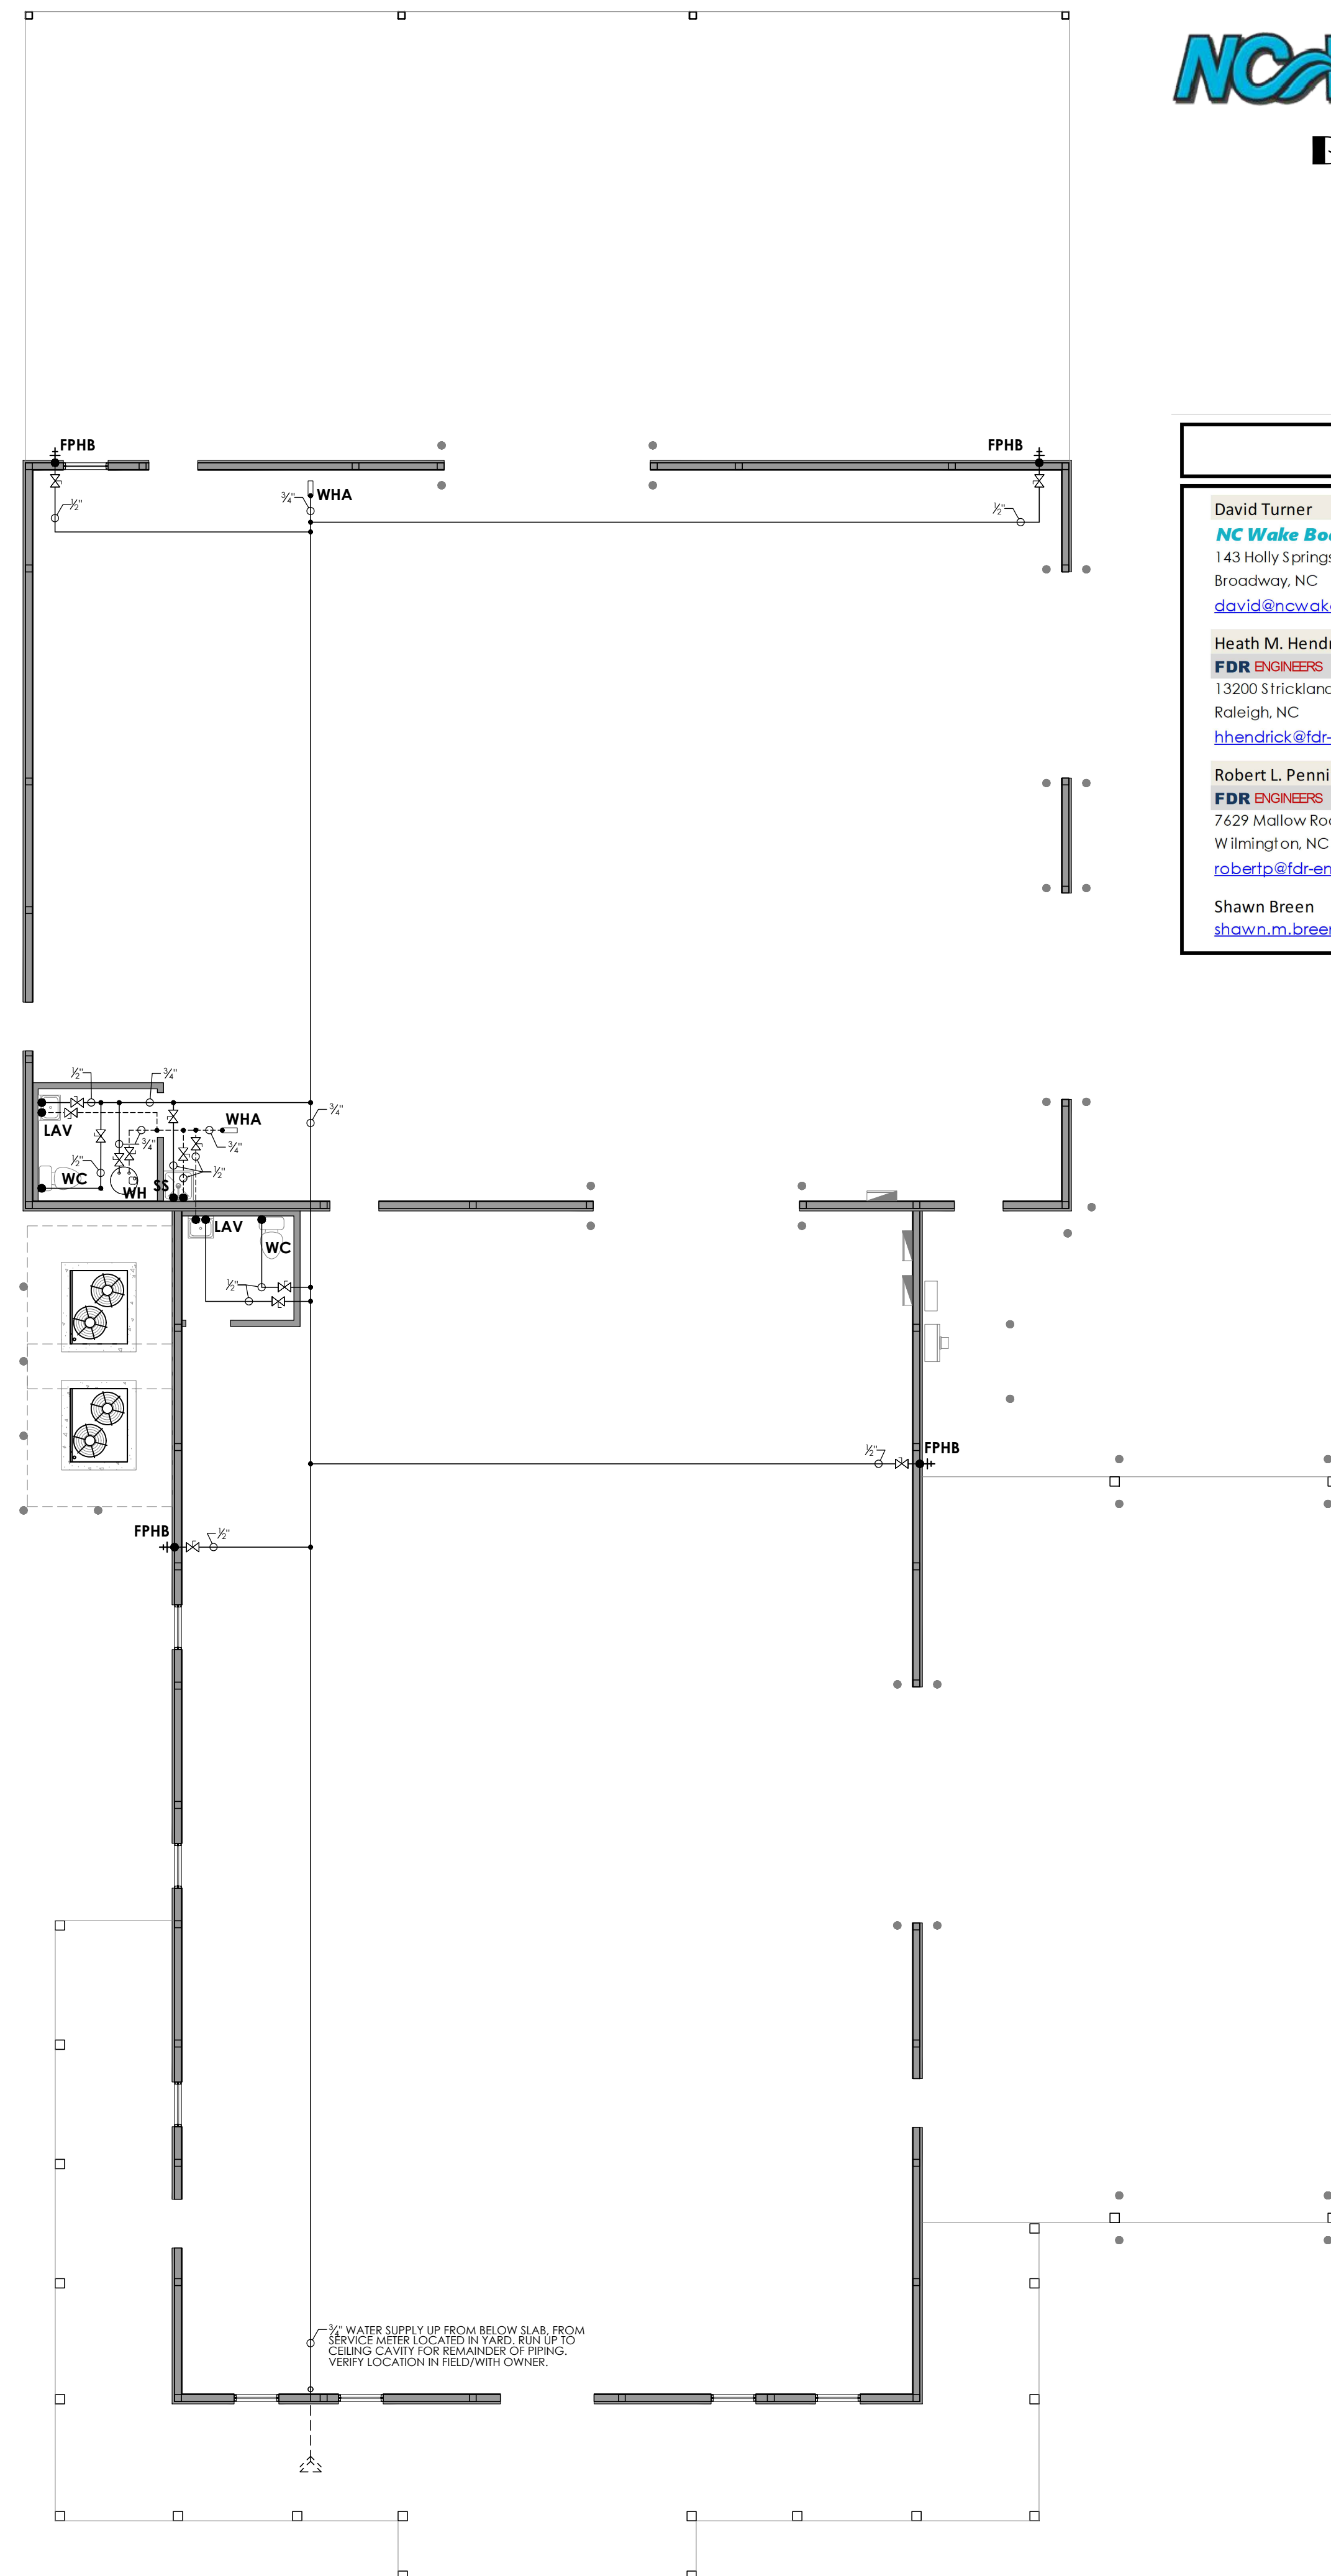 NC
FPHB
FPHB
½"
¾"
WHA
½"
David Turner
NC Wake Boa
143 Holly Springs
Broadway, NC
david@ncwake
Heath M. Hendr
FDR ENGINEERS
13200 Strickland
Raleigh, NC
hhendrick@fdr-
Robert L. Penni
FDR ENGINEERS
7629 Mallow Roa
Wilmington, NC
robertp@fdr-en
Shawn Breen
shawn.m.breen
½"
¾"
¾"
WHA
LAV
¾"
¾"
½"
½"
WC
WH
SS
LAV
WC
½"
½"
FPHB
FPHB
½"
¾" WATER SUPPLY UP FROM BELOW SLAB, FROM
SERVICE METER LOCATED IN YARD. RUN UP TO
CEILING CAVITY FOR REMAINDER OF PIPING.
VERIFY LOCATION IN FIELD/WITH OWNER.